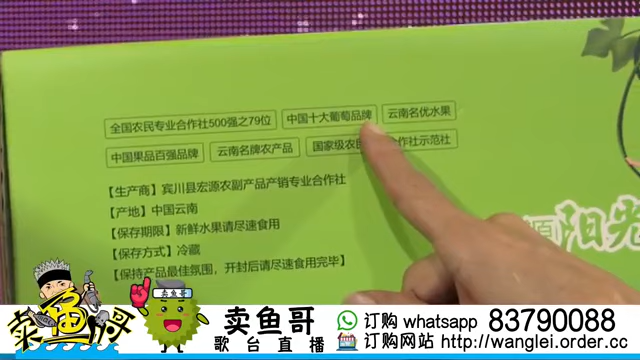 全国农民专业合作社500强之79位 中国十大葡萄品牌 云南名优水果
中国果品百强品牌 云南名牌农产品 国家级农民 合作社示范社
【生产商】宾川县宏源农副产品产销专业合作社
【产地】中国云南
【保存期限】新鲜水果请尽速食用
【保存方式】冷藏
【保持产品最佳氛围，开封后请尽速食用完毕】
源阳光
卖鱼哥
卖鱼哥
卖鱼哥
歌台直播
订购 whatsapp 83790088
订购网站 http://wanglei.order.cc